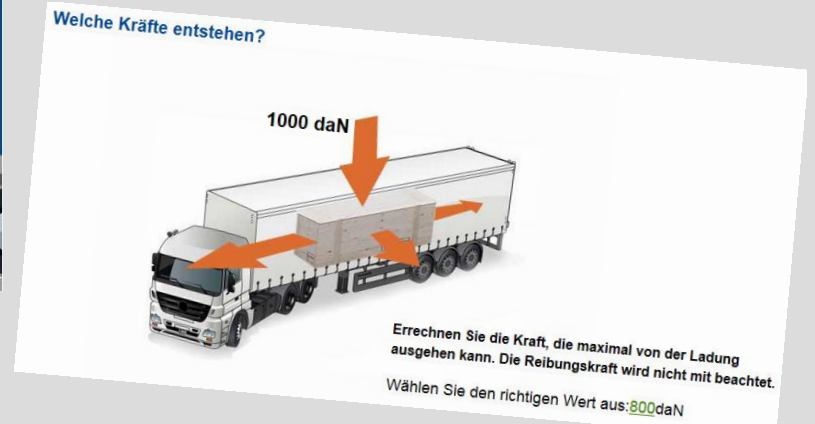 Welche Kräfte entstehen?
1000 daN
Errechnen Sie die Kraft, die maximal von der Ladung
ausgehen kann. Die Reibungskraft wird nicht mit beachtet.
Wählen Sie den richtigen Wert aus:800daN